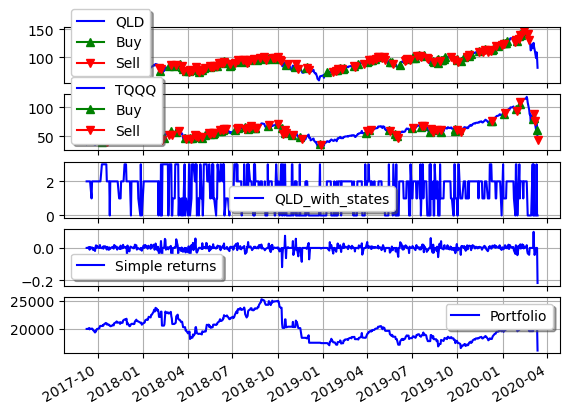 150
100
QLD
Buy
Sell
100
50
TQQQ
Buy
Sell
2
0
QLD_with_states
0.0
−0.2
Simple returns
25000
20000
Portfolio
2017-10
2018-01
2018-04
2018-07
2018-10
2019-01
2019-04
2019-07
2019-10
2020-01
2020-04